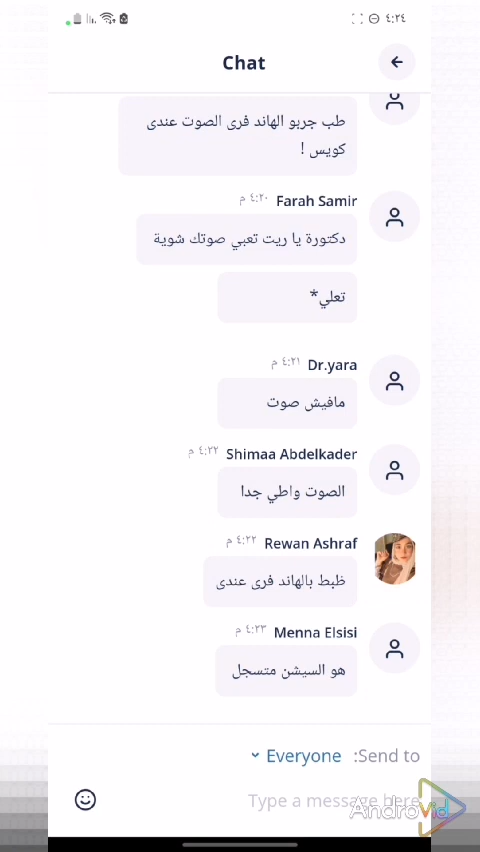 ٤:٢٤
Chat
طب جربو الهاند فرى الصوت عندى
كويس !
Farah Samir ٤:٢٠ م
دكتورة يا ريت تعبي صوتك شوية
تعلي*
Dr.yara ٤:٢١ م
مافيش صوت
Shimaa Abdelkader ٤:٢٢ م
الصوت واطي جدا
Rewan Ashraf ٤:٢٢ م
ظبط بالهاند فرى عندى
Menna Elsisi ٤:٢٣ م
هو السيشن متسجل
Send to: Everyone
Type a message here
AndroVid